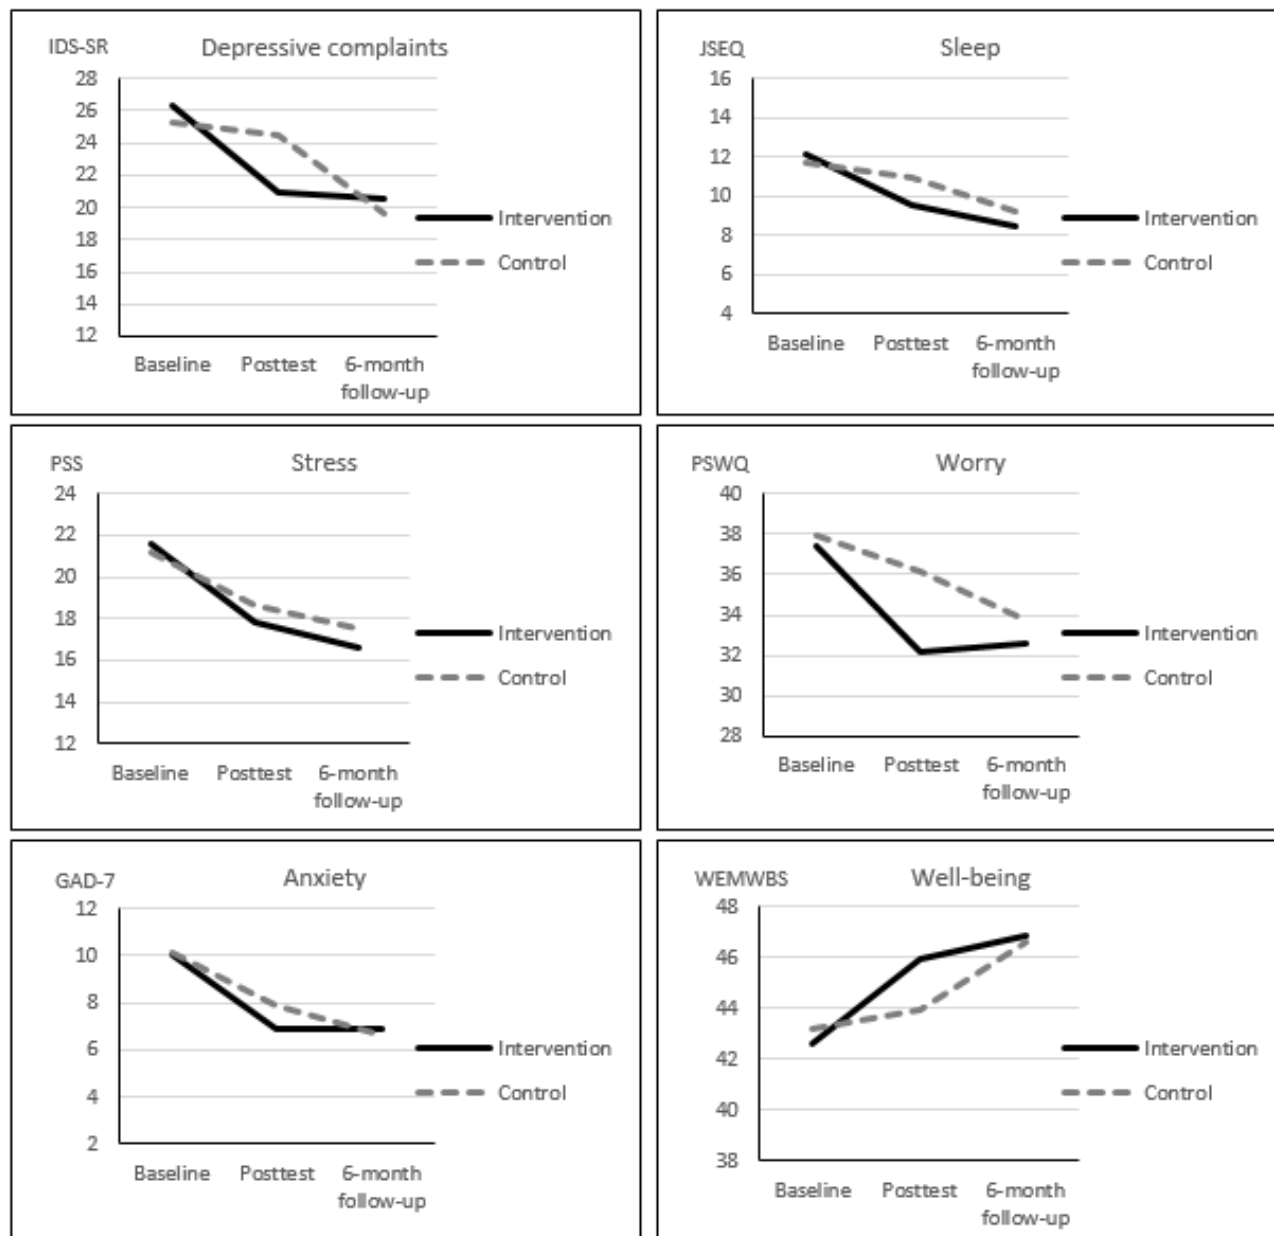 IDS-SR Depressive complaints
28
26
24
22
20
18
16
14
12
Baseline Posttest 6-month
follow-up
Intervention
Control
JSEQ Sleep
16
14
12
10
8
6
4
Baseline Posttest 6-month
follow-up
Intervention
Control
PSS Stress
24
22
20
18
16
14
12
Baseline Posttest 6-month
follow-up
Intervention
Control
PSWQ Worry
40
38
36
34
32
30
28
Baseline Posttest 6-month
follow-up
Intervention
Control
GAD-7 Anxiety
12
10
8
6
4
2
Baseline Posttest 6-month
follow-up
Intervention
Control
WEMWBS Well-being
48
46
44
42
40
38
Baseline Posttest 6-month
follow-up
Intervention
Control